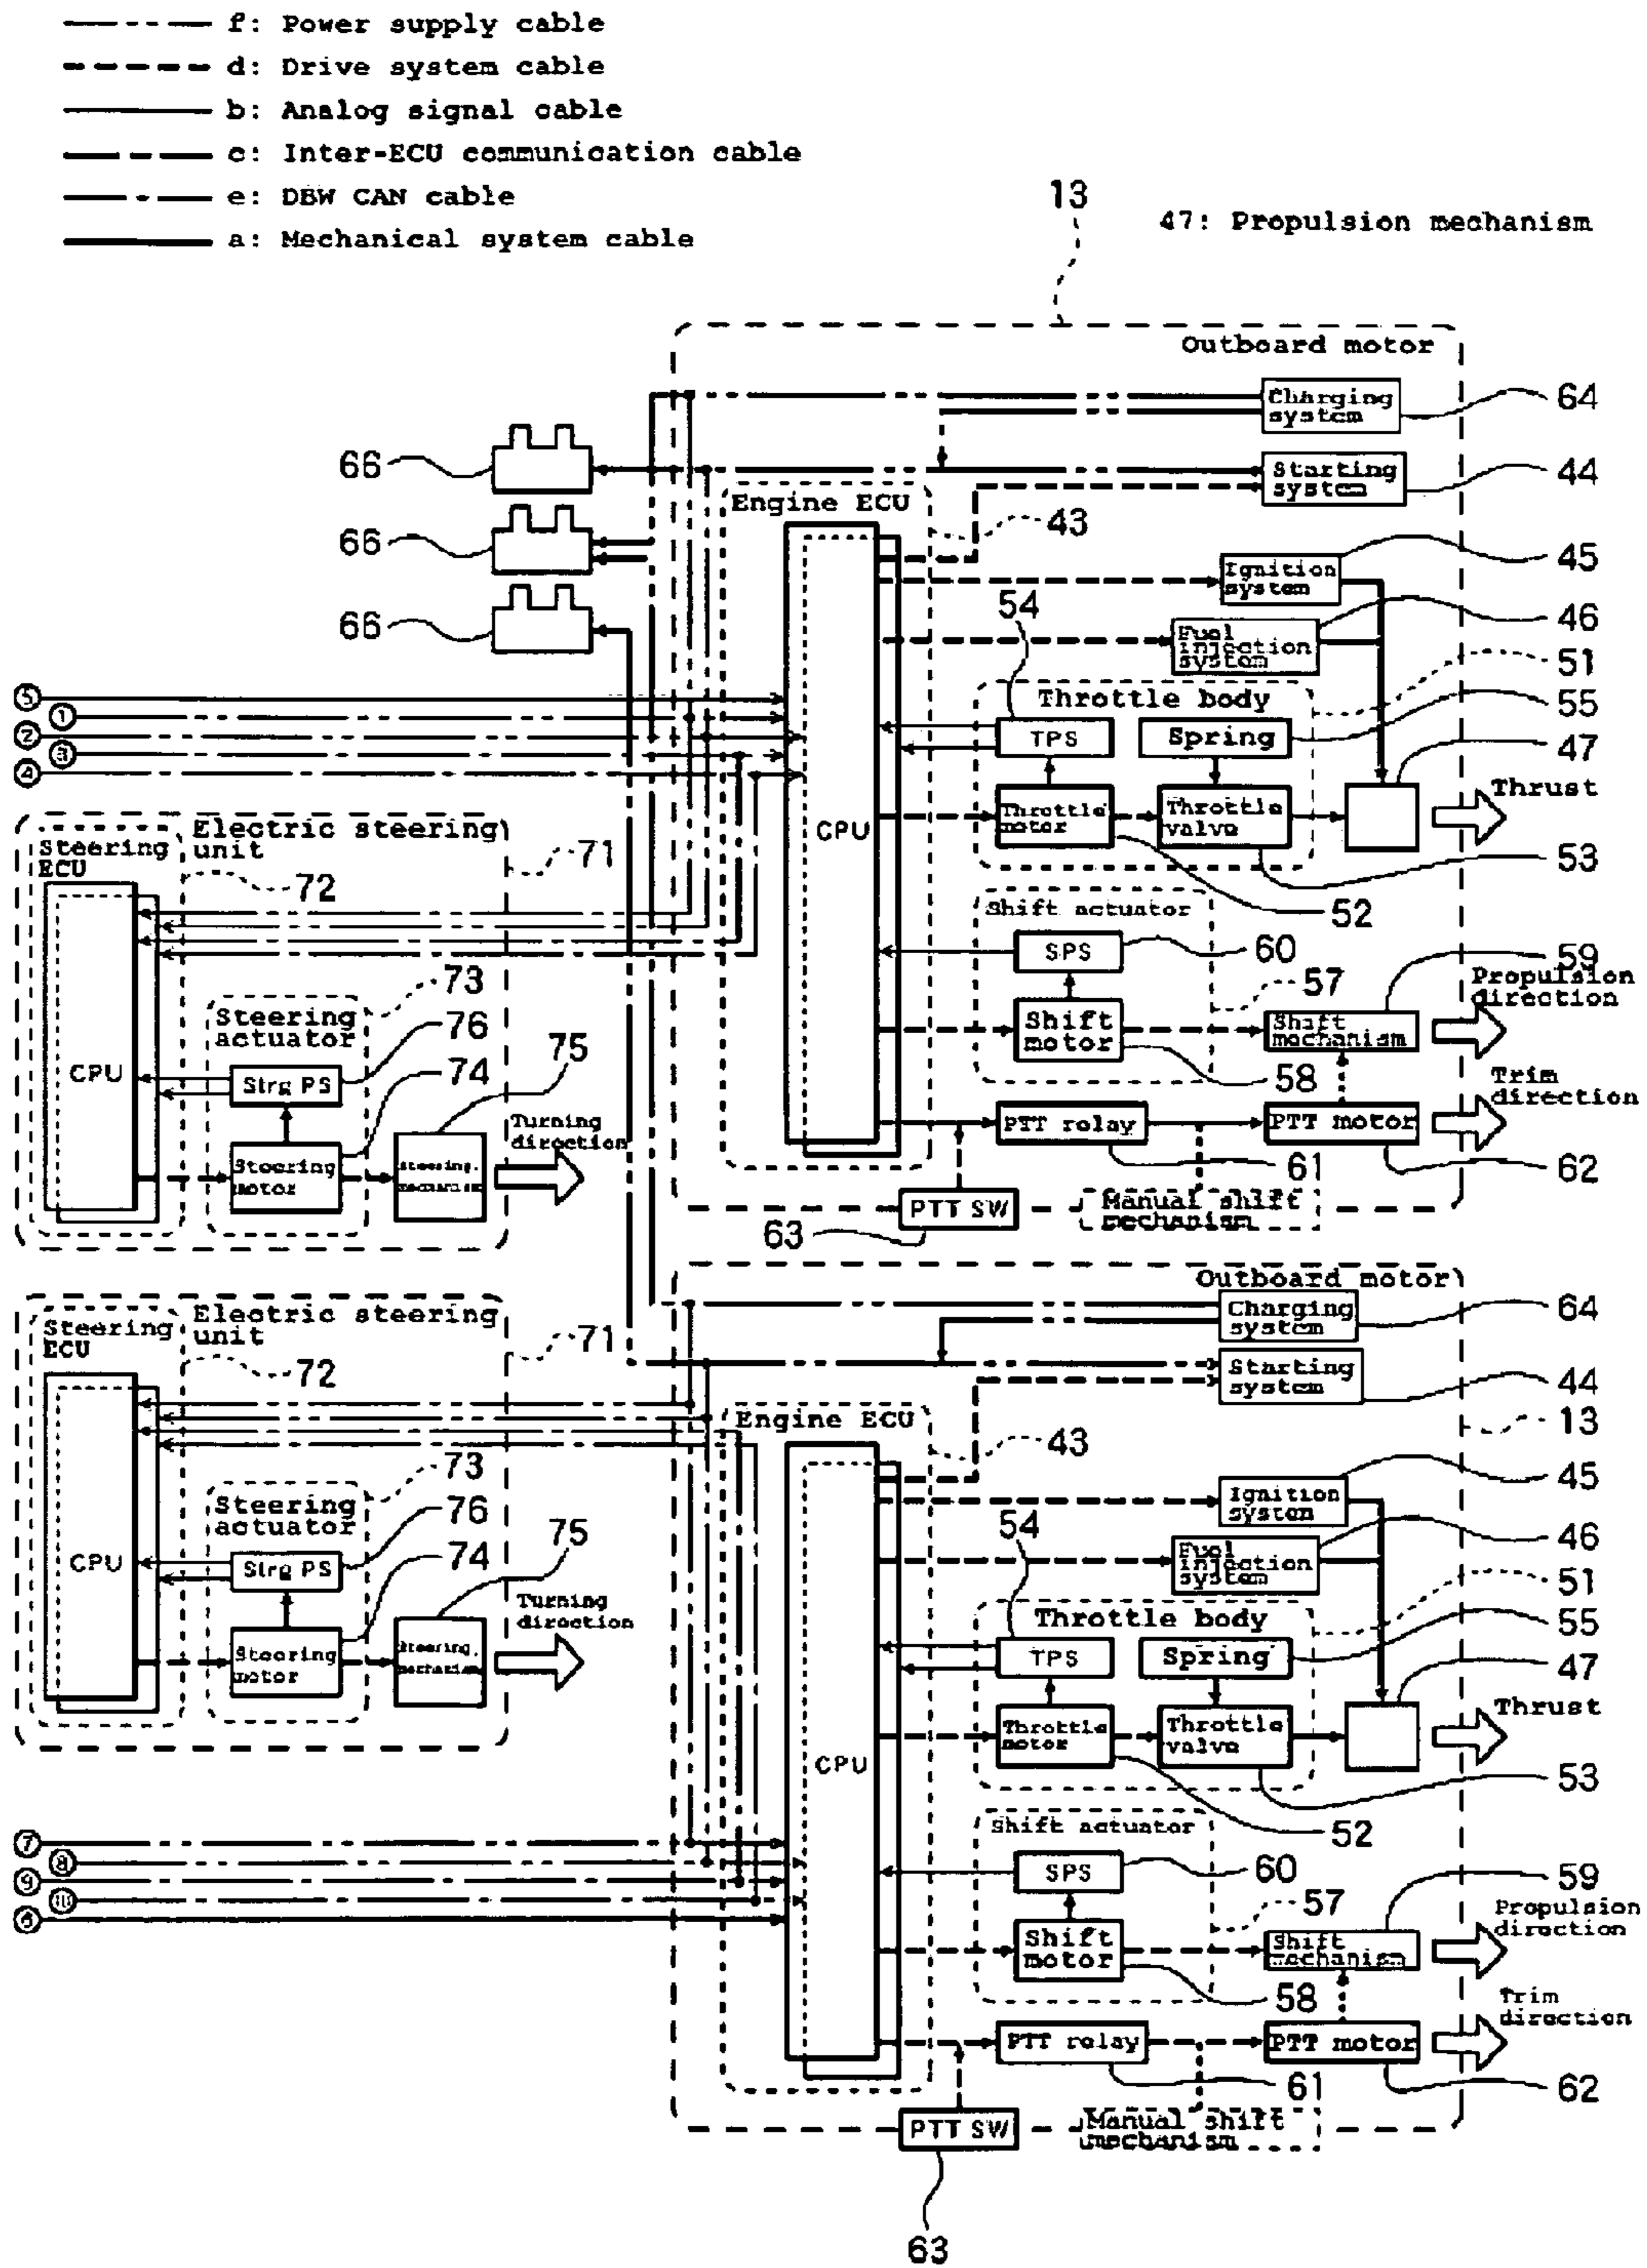 f: Power supply cable
d: Drive system cable
b: Analog signal cable
c: Inter-ECU communication cable
e: DBW CAN cable
a: Mechanical system cable
13
47: Propulsion mechanism
Outboard motor
Charging
system
64
66
Starting
system
44
Engine ECU
43
66
45
Ignition
system
54
46
66
Fuel
injection
system
51
⑤
Throttle body
55
①
②
TPS
Spring
47
③
④
Thrust
Throttle
motor
Throttle
valve
Electric steering
unit
CPU
Steering
ECU
71
53
72
52
Shift actuator
60
SPS
59
73
57
Propulsion
direction
Steering
actuator
76
Shift
motor
Shift
mechanism
75
CPU
74
58
Trim
direction
Strg PS
Turning
direction
PTT relay
PTT motor
Steering
motor
Steering.
mechanism
61
62
PTT SW
Manual shift
mechanism
63
Outboard motor
Electric steering
unit
Charging
system
64
Steering
ECU
71
72
Starting
system
44
Engine ECU
43
13
73
45
Ignition
system
Steering
actuator
76
54
75
46
CPU
74
Fuel
injection
system
Strg PS
51
Turning
direction
Throttle body
55
Steering
motor
Steering.
mechanism
TPS
Spring
47
Thrust
Throttle
motor
Throttle
valve
CPU
53
Shift actuator
52
⑦
⑧
SPS
60
59
⑨
⑩
57
Propulsion
direction
⑥
Shift
motor
Shift
mechanism
58
Trim
direction
PTT relay
PTT motor
61
62
PTT SW
Manual shift
mechanism
63